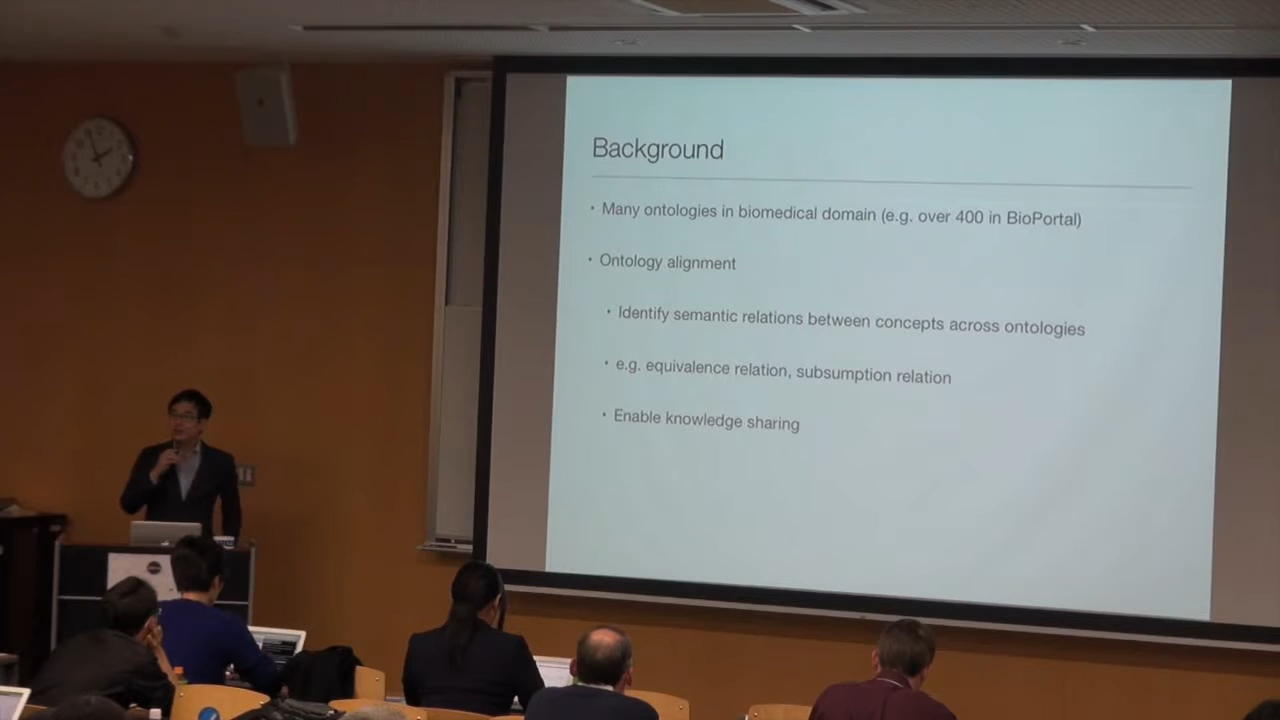 Background
• Many ontologies in biomedical domain (e.g. over 400 in BioPortal)
• Ontology alignment
• Identify semantic relations between concepts across ontologies
• e.g. equivalence relation, subsumption relation
• Enable knowledge sharing